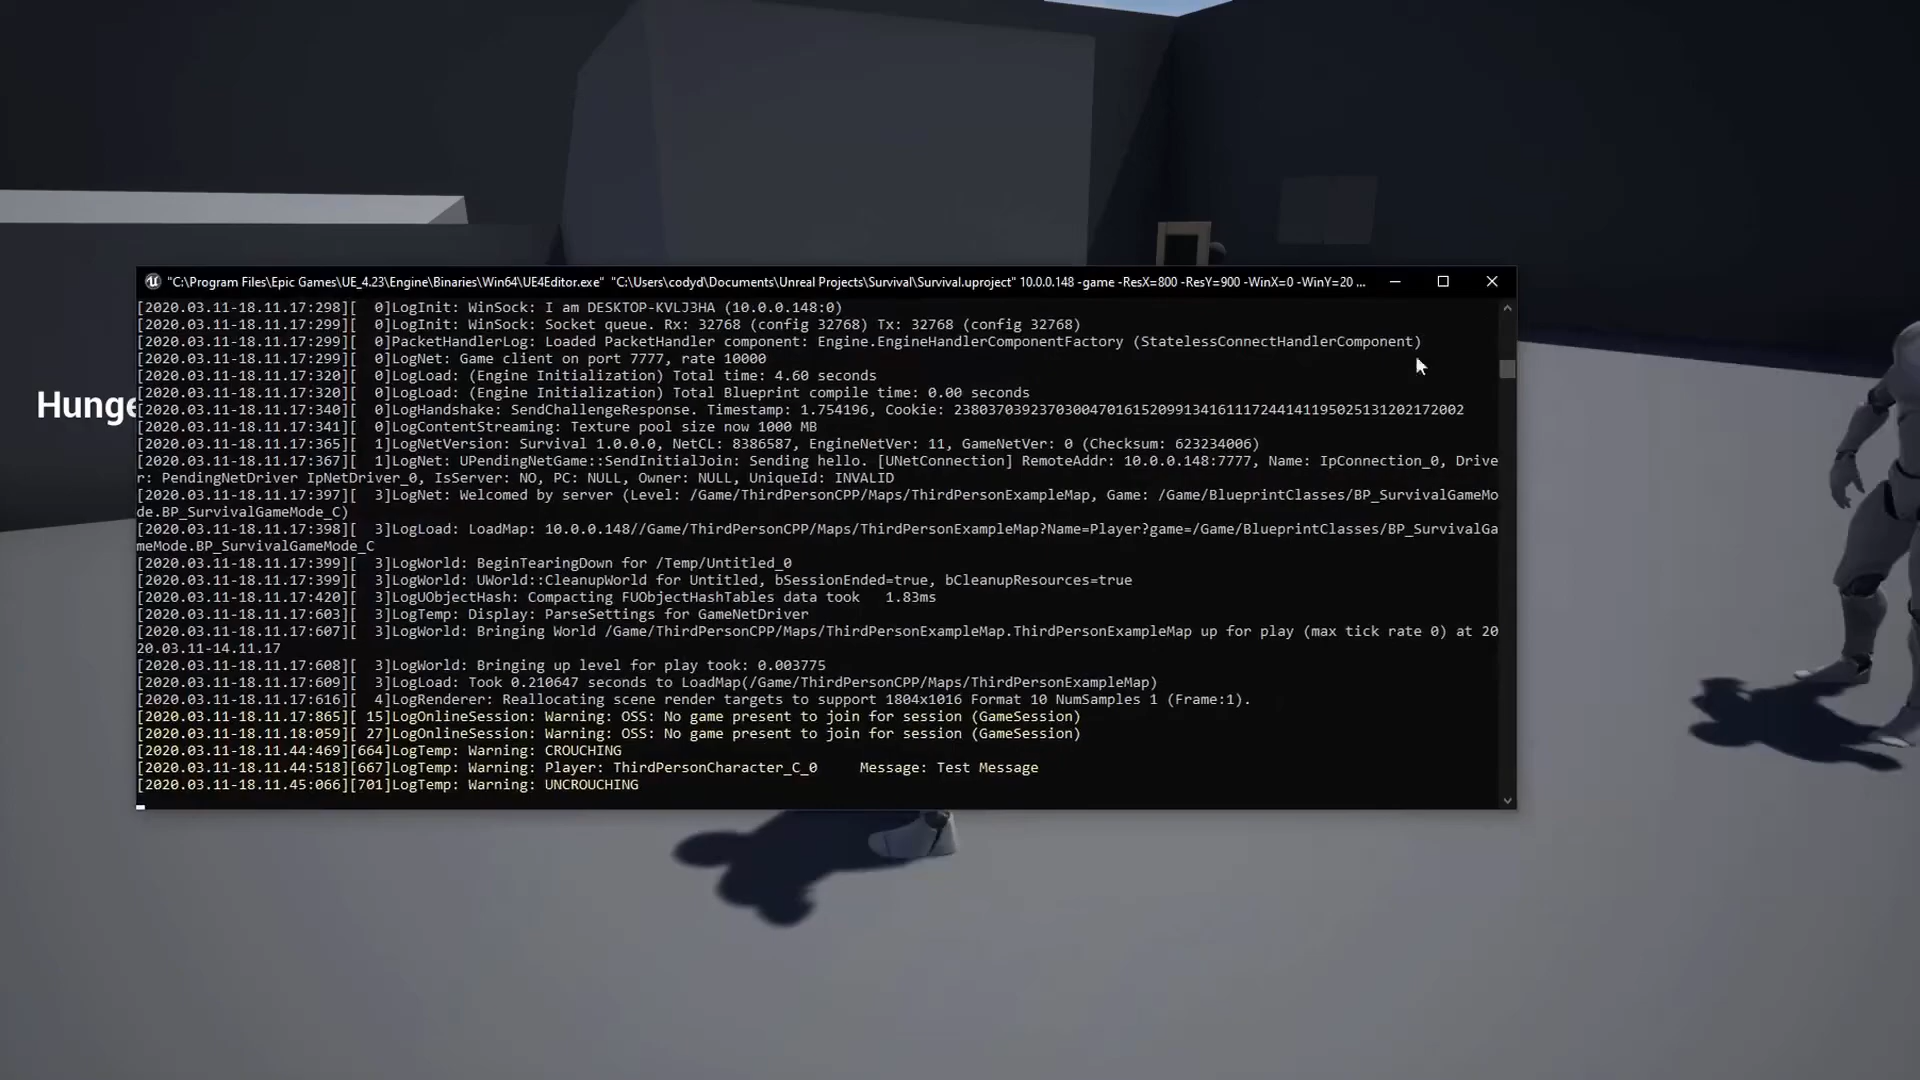 "C:\Program Files\Epic Games\UE_4.23\Engine\Binaries\Win64\UE4Editor.exe" "C:\Users\codyd\Documents\Unreal Projects\Survival\Survival.uproject" 10.0.0.148 -game -ResX=800 -ResY=900 -WinX=0 -WinY=20 ...
[2020.03.11-18.11.17:298][  0]LogInit: WinSock: I am DESKTOP-KVLJ3HA (10.0.0.148:0)
[2020.03.11-18.11.17:299][  0]LogInit: WinSock: Socket queue. Rx: 32768 (config 32768) Tx: 32768 (config 32768)
[2020.03.11-18.11.17:299][  0]PacketHandlerLog: Loaded PacketHandler component: Engine.EngineHandlerComponentFactory (StatelessConnectHandlerComponent)
[2020.03.11-18.11.17:299][  0]LogNet: Game client on port 7777, rate 10000
[2020.03.11-18.11.17:320][  0]LogLoad: (Engine Initialization) Total time: 4.60 seconds
[2020.03.11-18.11.17:320][  0]LogLoad: (Engine Initialization) Total Blueprint compile time: 0.00 seconds
Hunge
[2020.03.11-18.11.17:340][  0]LogHandshake: SendChallengeResponse. Timestamp: 1.754196, Cookie: 238037039237030047016152099134161117244141195025131202172002
[2020.03.11-18.11.17:341][  0]LogContentStreaming: Texture pool size now 1000 MB
[2020.03.11-18.11.17:365][  1]LogNetVersion: Survival 1.0.0.0, NetCL: 8386587, EngineNetVer: 11, GameNetVer: 0 (Checksum: 623234006)
[2020.03.11-18.11.17:367][  1]LogNet: UPendingNetGame::SendInitialJoin: Sending hello. [UNetConnection] RemoteAddr: 10.0.0.148:7777, Name: IpConnection_0, Drive
r: PendingNetDriver IpNetDriver_0, IsServer: NO, PC: NULL, Owner: NULL, UniqueId: INVALID
[2020.03.11-18.11.17:397][  3]LogNet: Welcomed by server (Level: /Game/ThirdPersonCPP/Maps/ThirdPersonExampleMap, Game: /Game/BlueprintClasses/BP_SurvivalGameMo
de.BP_SurvivalGameMode_C)
[2020.03.11-18.11.17:398][  3]LogLoad: LoadMap: 10.0.0.148//Game/ThirdPersonCPP/Maps/ThirdPersonExampleMap?Name=Player?game=/Game/BlueprintClasses/BP_SurvivalGa
meMode.BP_SurvivalGameMode_C
[2020.03.11-18.11.17:399][  3]LogWorld: BeginTearingDown for /Temp/Untitled_0
[2020.03.11-18.11.17:399][  3]LogWorld: UWorld::CleanupWorld for Untitled, bSessionEnded=true, bCleanupResources=true
[2020.03.11-18.11.17:420][  3]LogUObjectHash: Compacting FUObjectHashTables data took   1.83ms
[2020.03.11-18.11.17:603][  3]LogTemp: Display: ParseSettings for GameNetDriver
[2020.03.11-18.11.17:607][  3]LogWorld: Bringing World /Game/ThirdPersonCPP/Maps/ThirdPersonExampleMap.ThirdPersonExampleMap up for play (max tick rate 0) at 20
20.03.11-14.11.17
[2020.03.11-18.11.17:608][  3]LogWorld: Bringing up level for play took: 0.003775
[2020.03.11-18.11.17:609][  3]LogLoad: Took 0.210647 seconds to LoadMap(/Game/ThirdPersonCPP/Maps/ThirdPersonExampleMap)
[2020.03.11-18.11.17:616][  4]LogRenderer: Reallocating scene render targets to support 1804x1016 Format 10 NumSamples 1 (Frame:1).
[2020.03.11-18.11.17:865][ 15]LogOnlineSession: Warning: OSS: No game present to join for session (GameSession)
[2020.03.11-18.11.18:059][ 27]LogOnlineSession: Warning: OSS: No game present to join for session (GameSession)
[2020.03.11-18.11.44:469][664]LogTemp: Warning: CROUCHING
[2020.03.11-18.11.44:518][667]LogTemp: Warning: Player: ThirdPersonCharacter_C_0     Message: Test Message
[2020.03.11-18.11.45:066][701]LogTemp: Warning: UNCROUCHING